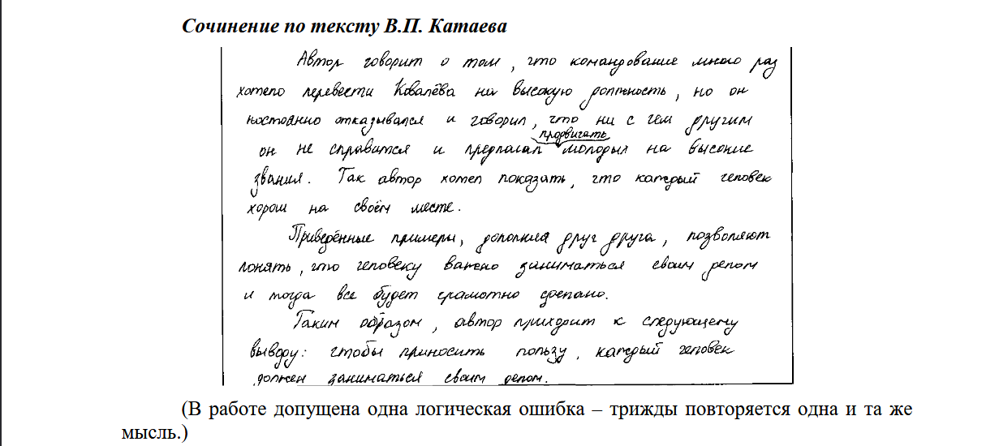 Сочинение по тексту В.П. Катаева
Автор говорит о том, что командование много раз
хотело перевести Ковалёва на высокую должность, но он
постоянно отказывался и говорил, что ни с чем другим
продвигать
он не справится и предлагал молодых на высокие
звания. Так автор хотел показать, что каждый человек
хорош на своём месте.
Приведённые примеры, дополняя друг друга, позволяют
понять, что человеку важно заниматься своим делом
и тогда все будет грамотно сделано.
Таким образом, автор приходит к следующему
выводу: чтобы приносить пользу, каждый человек
должен заниматься своим делом.
(В работе допущена одна логическая ошибка – трижды повторяется одна и та же
мысль.)